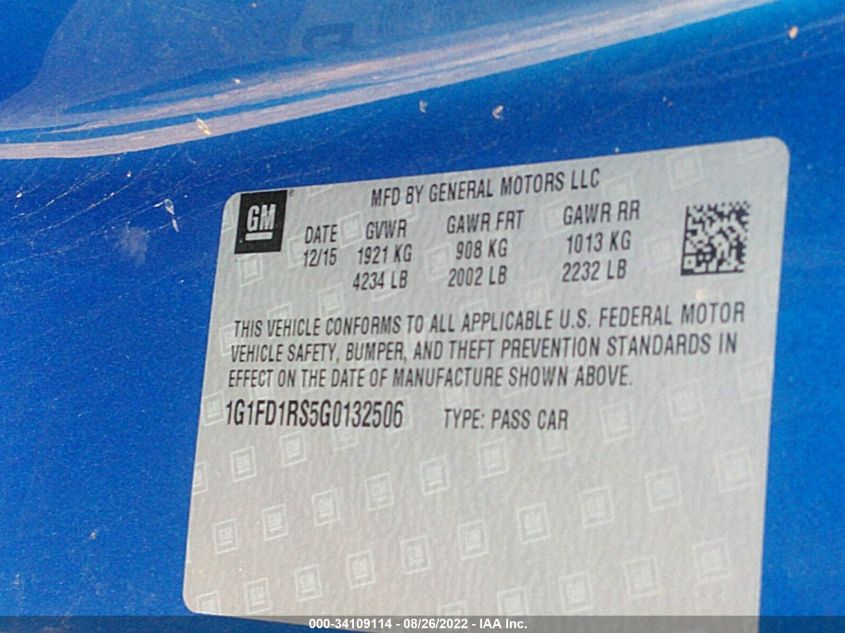 MFD BY GENERAL MOTORS LLC
GM
DATE GVWR GAWR FRT GAWR RR
12/15 1921 KG 908 KG 1013 KG
4234 LB 2002 LB 2232 LB
THIS VEHICLE CONFORMS TO ALL APPLICABLE U.S. FEDERAL MOTOR
VEHICLE SAFETY, BUMPER, AND THEFT PREVENTION STANDARDS IN
EFFECT ON THE DATE OF MANUFACTURE SHOWN ABOVE.
1G1FD1RS5G0132506 TYPE: PASS CAR
000-34109114 - 08/26/2022 - IAA Inc.